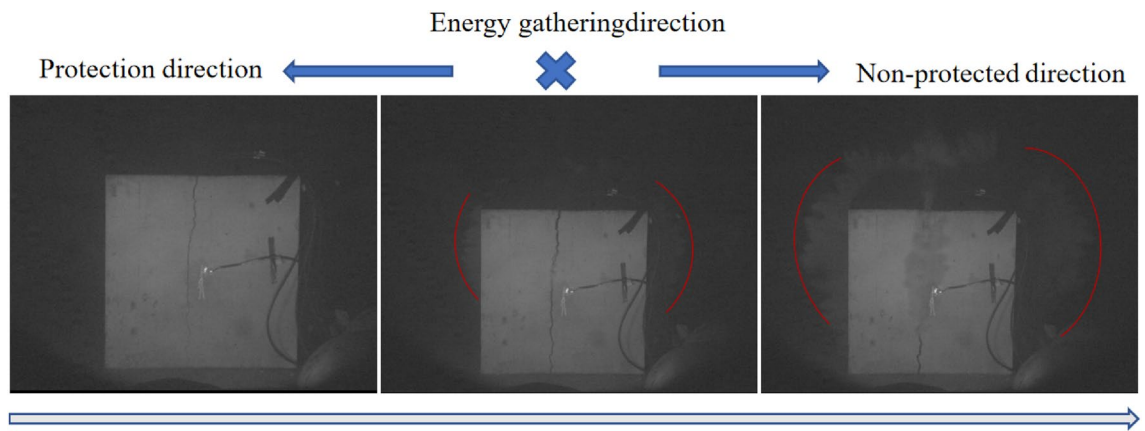 Energy gatheringdirection
Protection direction
Non-protected direction